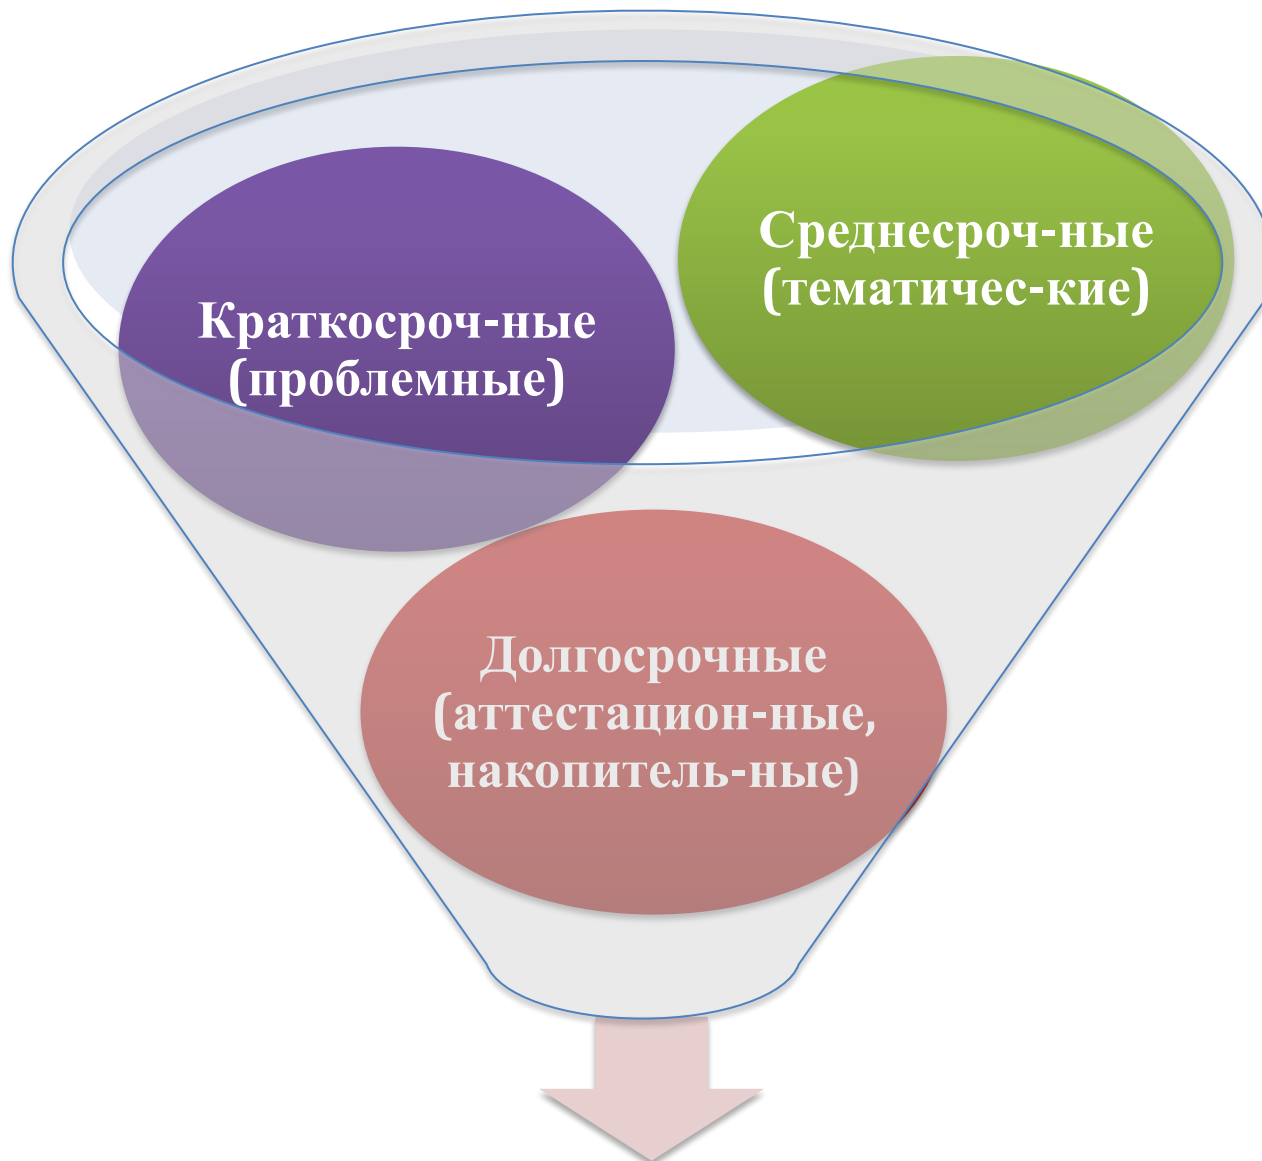 Краткосроч-ные
(проблемные)
Среднесроч-ные
(тематичес-кие)
Долгосрочные
(аттестацион-ные,
накопитель-ные)